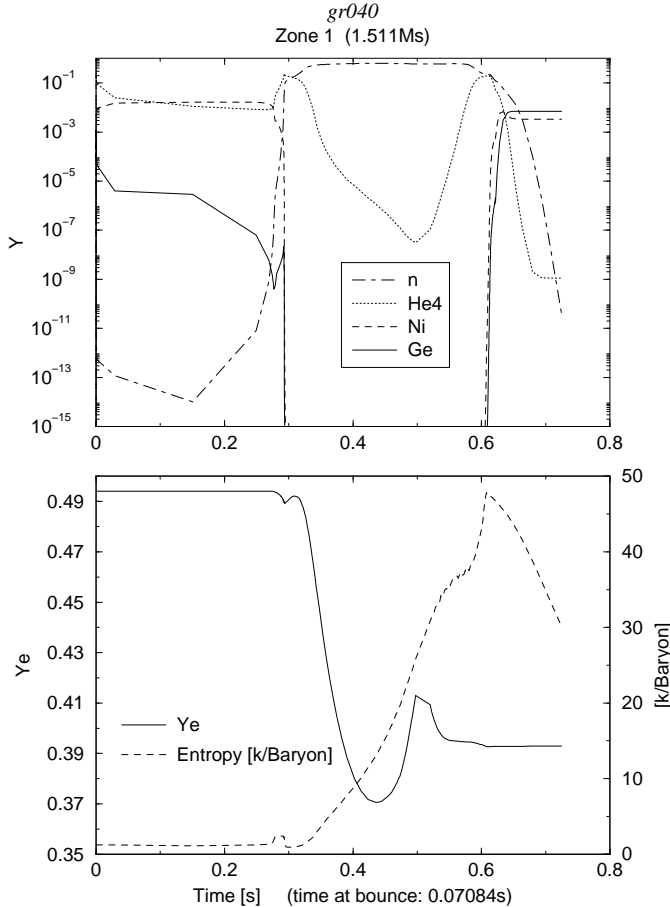 gr040
Zone 1 (1.511Ms)
10⁻¹
10⁻³
10⁻⁵
10⁻⁷
10⁻⁹
10⁻¹¹
10⁻¹³
10⁻¹⁵
Y
n
He4
Ni
Ge
0 0.2 0.4 0.6 0.8
0.49
0.47
0.45
0.43
0.41
0.39
0.37
0.35
Ye
Ye
Entropy [k/Baryon]
50
40
30
20
10
0
[k/Baryon]
0 0.2 0.4 0.6 0.8
Time [s] (time at bounce: 0.07084s)